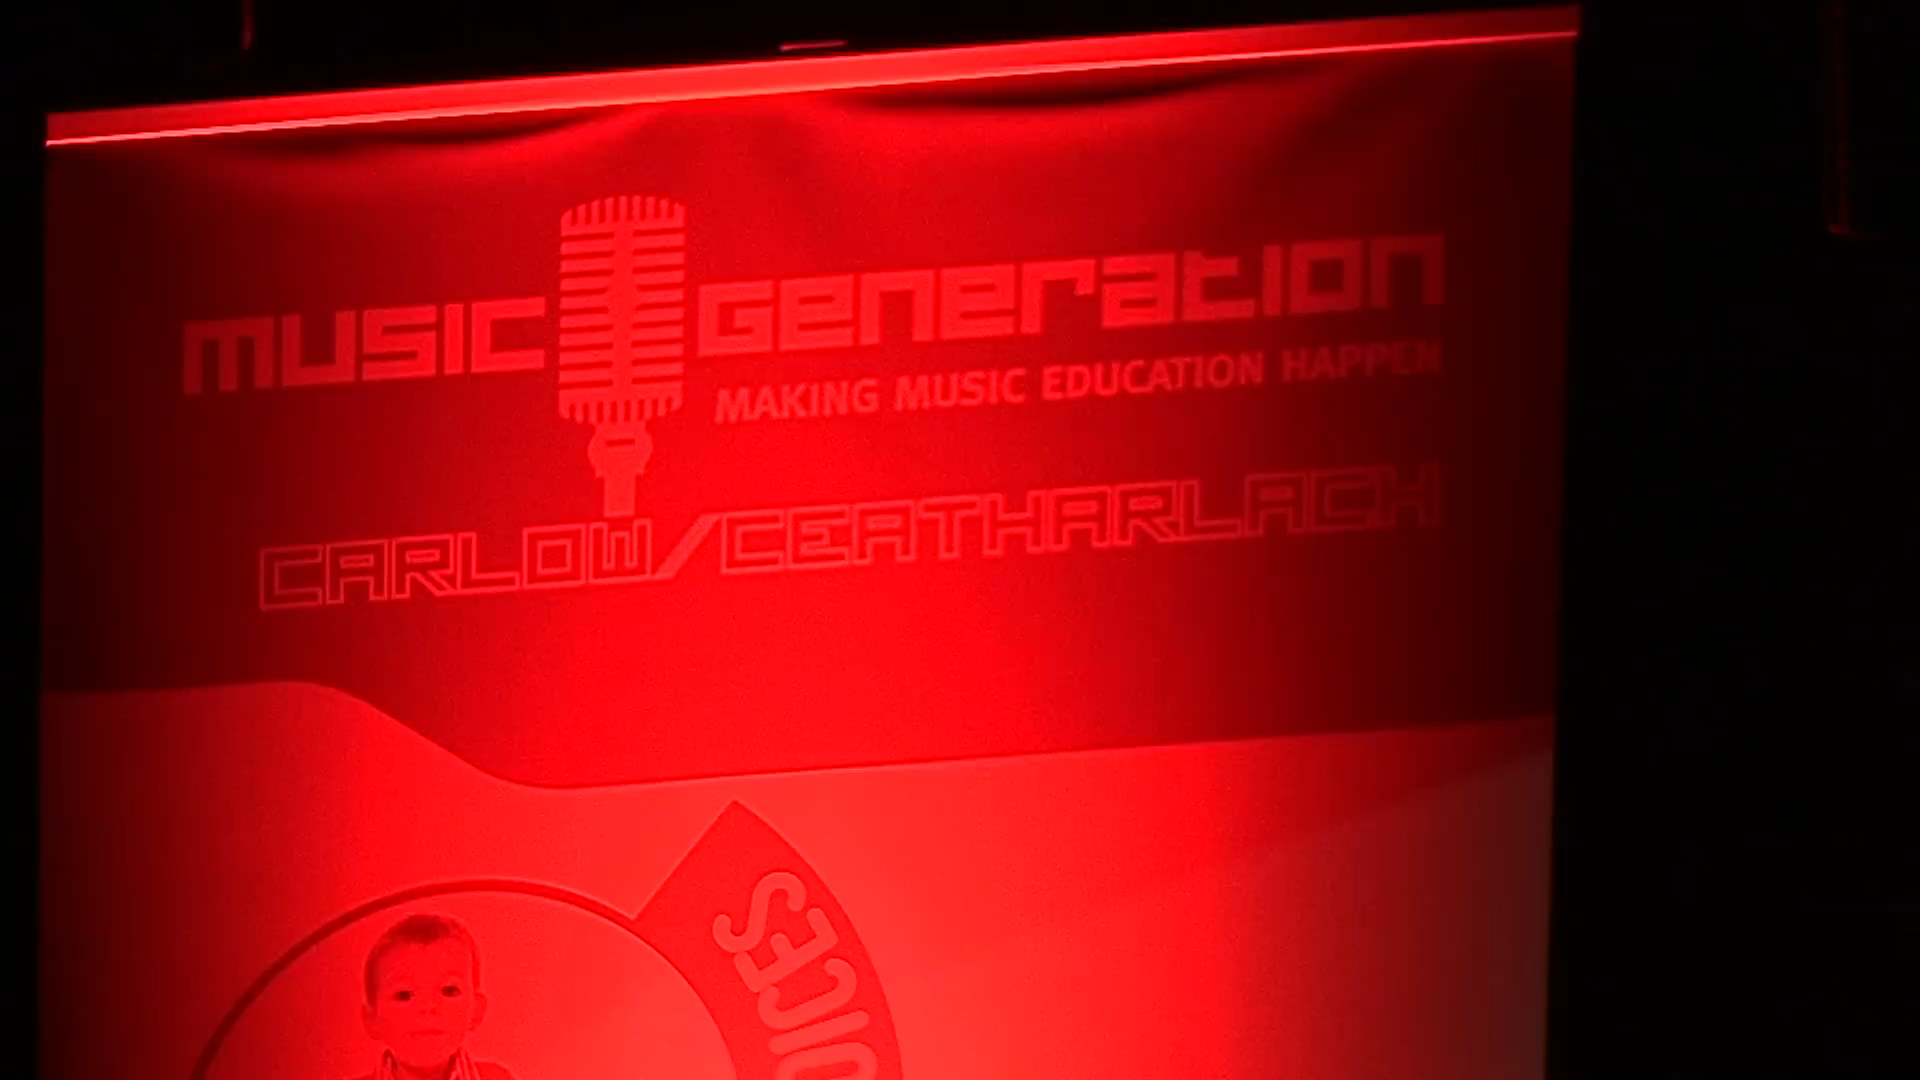 music generation
MAKING MUSIC EDUCATION HAPPEN
CARLOW/CEATHARLACH